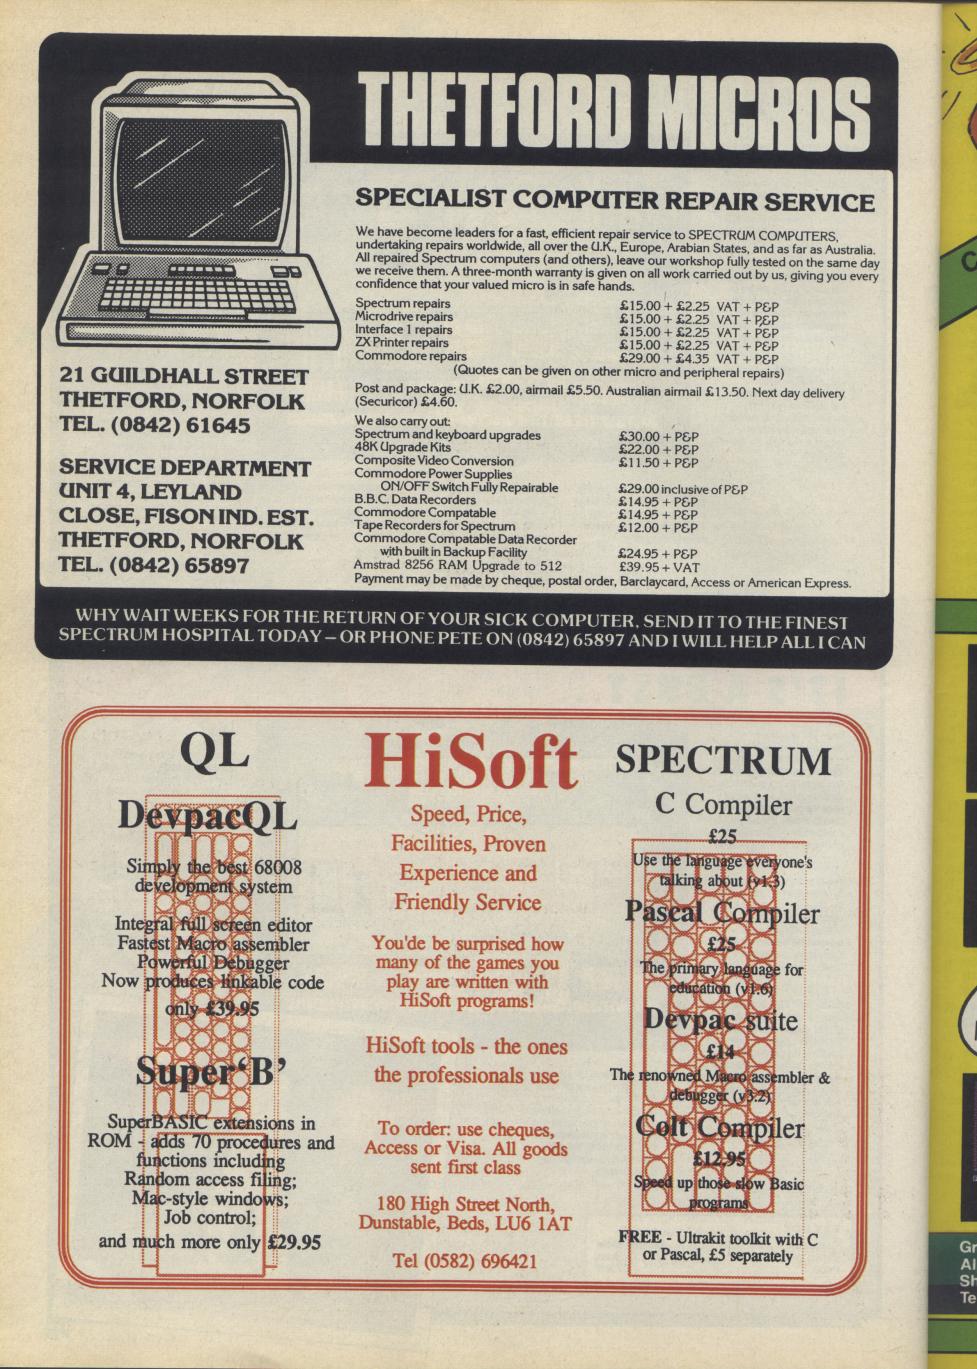 THETFORD MICROS
SPECIALIST COMPUTER REPAIR SERVICE
We have become leaders for a fast, efficient repair service to SPECTRUM COMPUTERS,
undertaking repairs worldwide, all over the U.K., Europe, Arabian States, and as far as Australia.
All repaired Spectrum computers (and others), leave our workshop fully tested on the same day
we receive them. A three-month warranty is given on all work carried out by us, giving you every
confidence that your valued micro is in safe hands.
Spectrum repairs £15.00 + £2.25 VAT + P&P
Microdrive repairs £15.00 + £2.25 VAT + P&P
Interface 1 repairs £15.00 + £2.25 VAT + P&P
ZX Printer repairs £15.00 + £2.25 VAT + P&P
Commodore repairs £29.00 + £4.35 VAT + P&P
(Quotes can be given on other micro and peripheral repairs)
Post and package: U.K. £2.00, airmail £5.50. Australian airmail £13.50. Next day delivery
(Securicor) £4.60.
We also carry out:
Spectrum and keyboard upgrades £30.00 + P&P
48K Upgrade Kits £22.00 + P&P
Composite Video Conversion £11.50 + P&P
Commodore Power Supplies
ON/OFF Switch Fully Repairable £29.00 inclusive of P&P
B.B.C. Data Recorders £14.95 + P&P
Commodore Compatable £14.95 + P&P
Tape Recorders for Spectrum £12.00 + P&P
Commodore Compatable Data Recorder
with built in Backup Facility £24.95 + P&P
Amstrad 8256 RAM Upgrade to 512 £39.95 + VAT
Payment may be made by cheque, postal order, Barclaycard, Access or American Express.
21 GUILDHALL STREET
THETFORD, NORFOLK
TEL. (0842) 61645
SERVICE DEPARTMENT
UNIT 4, LEYLAND
CLOSE, FISON IND. EST.
THETFORD, NORFOLK
TEL. (0842) 65897
WHY WAIT WEEKS FOR THE RETURN OF YOUR SICK COMPUTER, SEND IT TO THE FINEST
SPECTRUM HOSPITAL TODAY – OR PHONE PETE ON (0842) 65897 AND I WILL HELP ALL I CAN
QL
DevpacQL
Simply the best 68008
development system
Integral full screen editor
Fastest Macro assembler
Powerful Debugger
Now produces linkable code
only £39.95
Super'B'
SuperBASIC extensions in
ROM - adds 70 procedures and
functions including
Random access filing;
Mac-style windows;
Job control;
and much more only £29.95
HiSoft
Speed, Price,
Facilities, Proven
Experience and
Friendly Service
You'de be surprised how
many of the games you
play are written with
HiSoft programs!
HiSoft tools - the ones
the professionals use
To order: use cheques,
Access or Visa. All goods
sent first class
180 High Street North,
Dunstable, Beds, LU6 1AT
Tel (0582) 696421
SPECTRUM
C Compiler
£25
Use the language everyone's
talking about (v1.3)
Pascal Compiler
£25
The primary language for
education (v1.6)
Devpac suite
£14
The renowned Macro assembler &
debugger (v3.2)
Colt Compiler
£12.95
Speed up those slow Basic
programs
FREE - Ultrakit toolkit with C
or Pascal, £5 separately
Gr
Al
Sh
Te